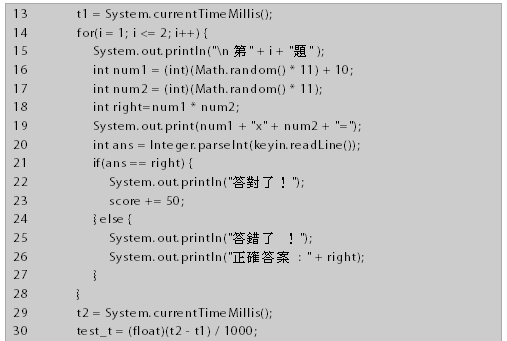 13 t1 = System.currentTimeMillis();
14 for(i = 1; i <= 2; i++) {
15 System.out.println("\n 第" + i + "題");
16 int num1 = (int)(Math.random() * 11) + 10;
17 int num2 = (int)(Math.random() * 11);
18 int right=num1 * num2;
19 System.out.print(num1 + "x" + num2 + "=");
20 int ans = Integer.parseInt(keyin.readLine());
21 if(ans == right) {
22 System.out.println("答對了！");
23 score += 50;
24 } else {
25 System.out.println("答錯了 ！");
26 System.out.println("正確答案 : " + right);
27 }
28 }
29 t2 = System.currentTimeMillis();
30 test_t = (float)(t2 - t1) / 1000;